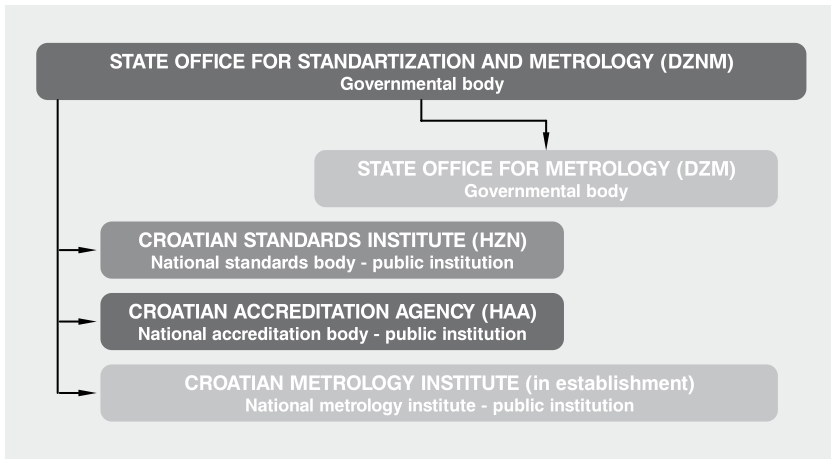 STATE OFFICE FOR STANDARTIZATION AND METROLOGY (DZNM)
Governmental body
STATE OFFICE FOR METROLOGY (DZM)
Governmental body
CROATIAN STANDARDS INSTITUTE (HZN)
National standards body - public institution
CROATIAN ACCREDITATION AGENCY (HAA)
National accreditation body - public institution
CROATIAN METROLOGY INSTITUTE (in establishment)
National metrology institute - public institution